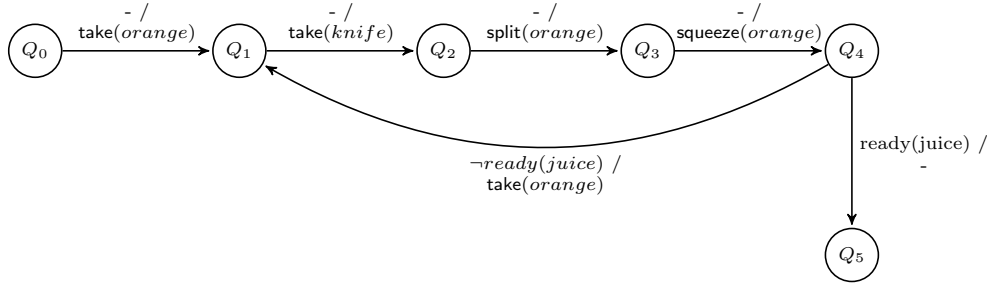 - /
take(orange)
- /
take(knife)
- /
split(orange)
- /
squeeze(orange)
Q0
Q1
Q2
Q3
Q4
¬ready(juice) /
take(orange)
ready(juice) /
-
Q5